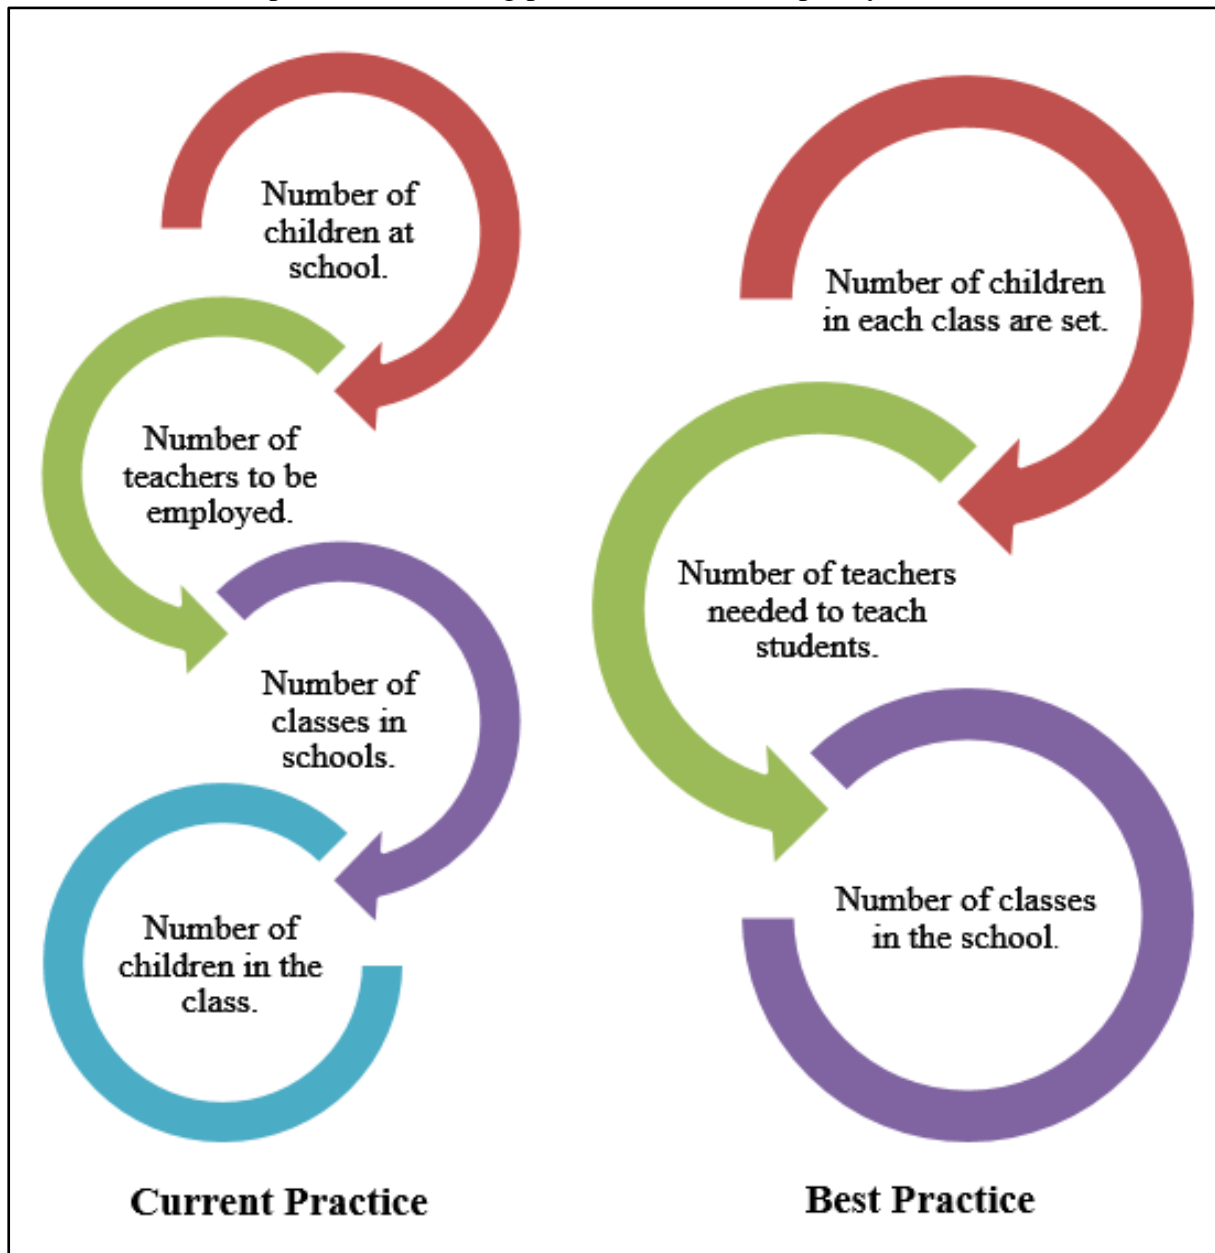 Number of
children at
school.
Number of
teachers to be
employed.
Number of
classes in
schools.
Number of
children in the
class.
Current Practice
Number of children
in each class are set.
Number of teachers
needed to teach
students.
Number of classes
in the school.
Best Practice